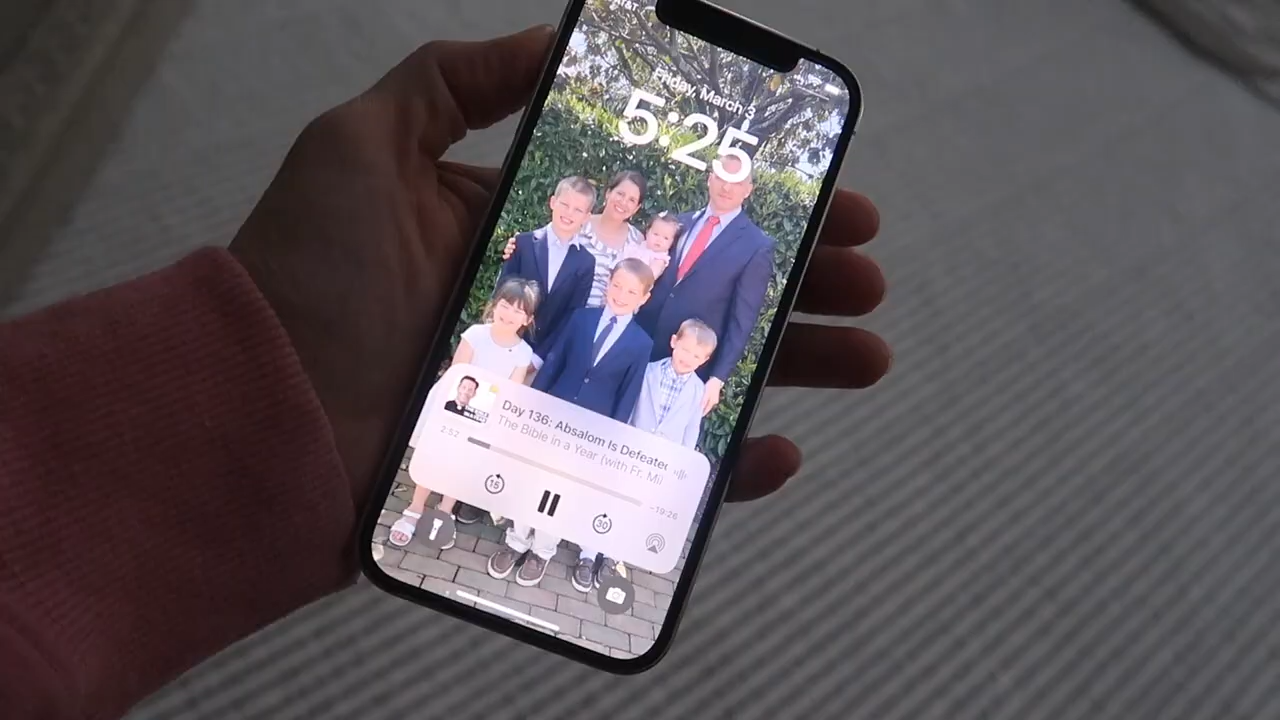 Friday, March 3
5:25
Day 136: Absalom Is Defeated
The Bible in a Year (with Fr. Mi
2:52
-19:26
15
30